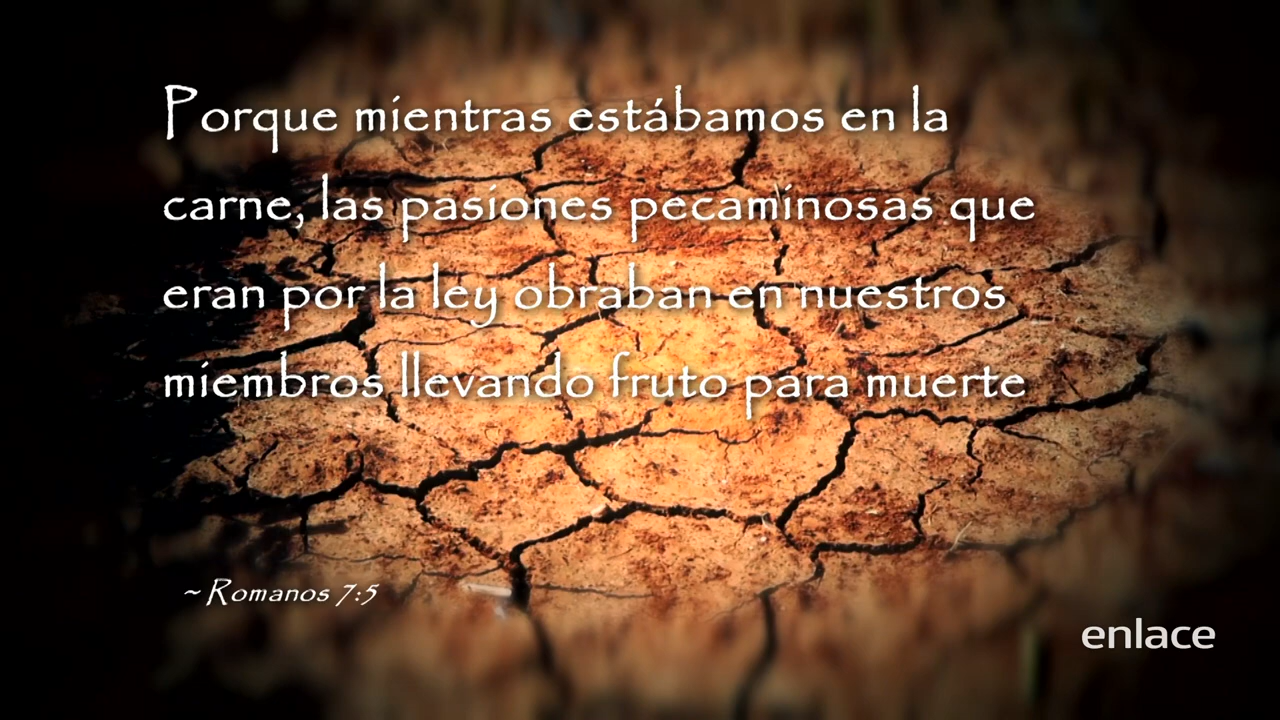 Porque mientras estábamos en la
carne, las pasiones pecaminosas que
eran por la ley obraban en nuestros
miembros llevando fruto para muerte
~ Romanos 7:5
enlace